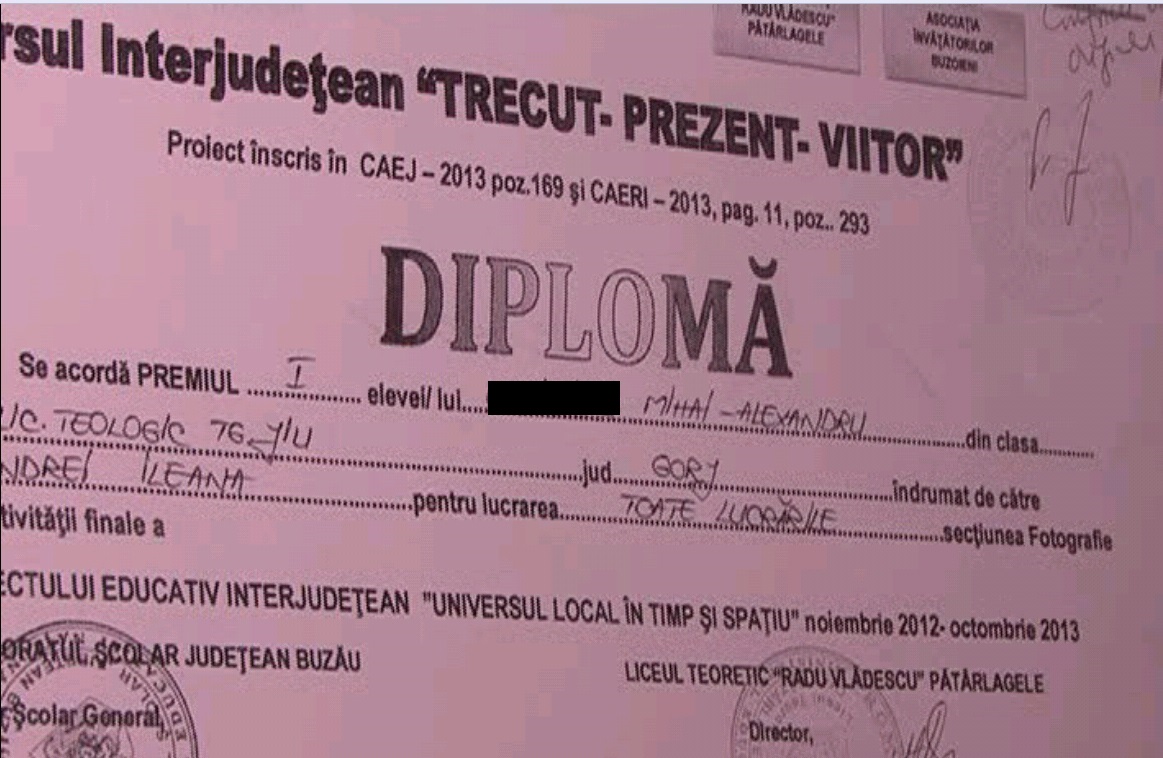 RADU VLĂDESCU"
PĂTÂRLAGELE
ASOCIAŢIA
ÎNVĂŢĂTORILOR
BUZOIENI
rsul Interjudeţean “TRECUT- PREZENT- VIITOR”
Proiect înscris în CAEJ – 2013 poz.169 şi CAERI – 2013, pag. 11, poz.. 293
DIPLOMĂ
Se acordă PREMIUL ..........I............ elevei/ lui.... MIHAI-ALEXANDRU ....................din clasa............
LIC. TEOLOGIC TG-JIU ..............................................jud......GORJ..............................îndrumat de către
NDREI ILEANA ............................pentru lucrarea..........TOATE LUCRĂRILE..................secţiunea Fotografie
tivităţii finale a
ECTULUI EDUCATIV INTERJUDEŢEAN "UNIVERSUL LOCAL ÎN TIMP ŞI SPAŢIU" noiembrie 2012- octombrie 2013
ORATUL ŞCOLAR JUDEŢEAN BUZĂU
LICEUL TEORETIC “RADU VLĂDESCU” PĂTÂRLAGELE
Şcolar General,
Director,